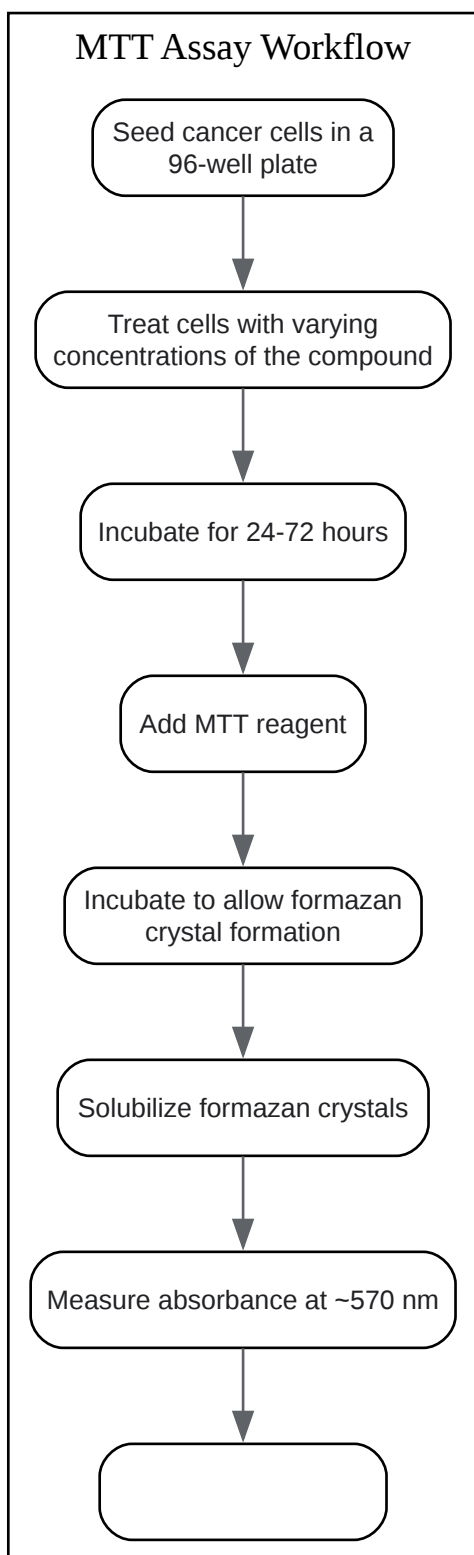 MTT Assay Workflow
Seed cancer cells in a
96-well plate
Treat cells with varying
concentrations of the compound
Incubate for 24-72 hours
Add MTT reagent
Incubate to allow formazan
crystal formation
Solubilize formazan crystals
Measure absorbance at ~570 nm